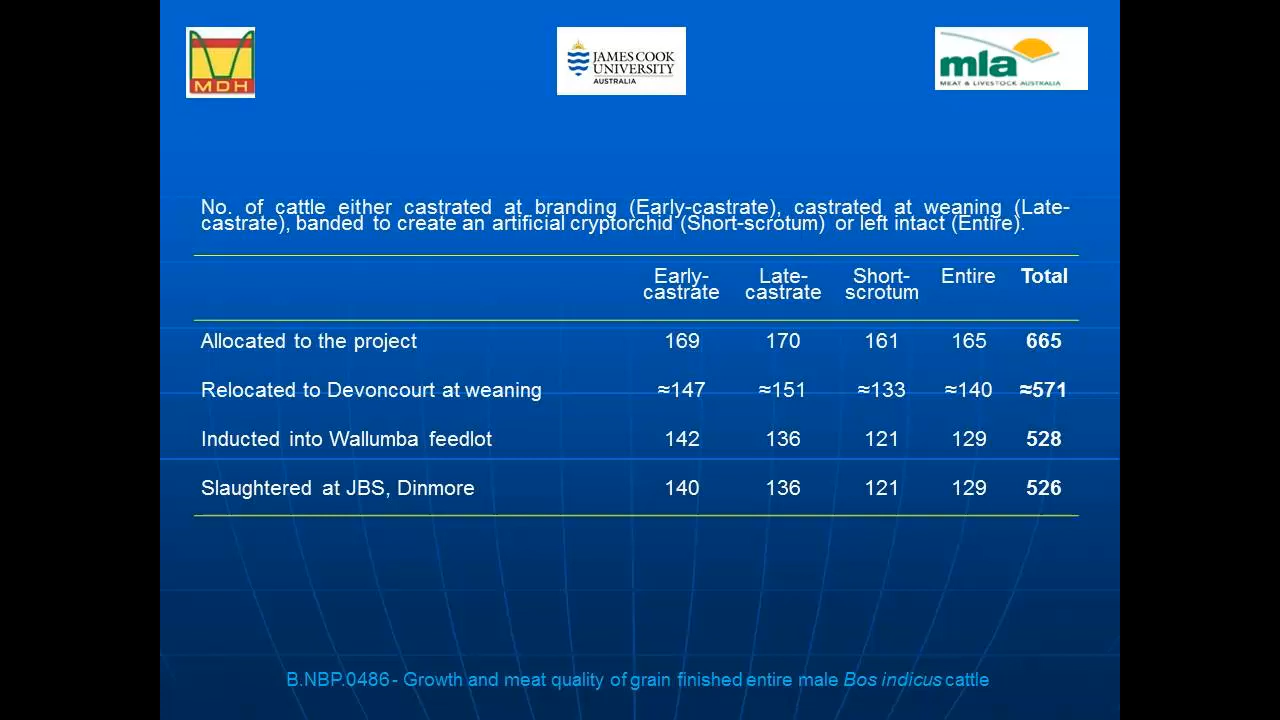 MDH
JAMES COOK
UNIVERSITY
AUSTRALIA
mla
MEAT & LIVESTOCK AUSTRALIA
No. of cattle either castrated at branding (Early-castrate), castrated at weaning (Late-
castrate), banded to create an artificial cryptorchid (Short-scrotum) or left intact (Entire).
Early-castrate Late-castrate Short-scrotum Entire Total
Allocated to the project 169 170 161 165 665
Relocated to Devoncourt at weaning ≈147 ≈151 ≈133 ≈140 ≈571
Inducted into Wallumba feedlot 142 136 121 129 528
Slaughtered at JBS, Dinmore 140 136 121 129 526
B.NBP.0486 - Growth and meat quality of grain finished entire male Bos indicus cattle